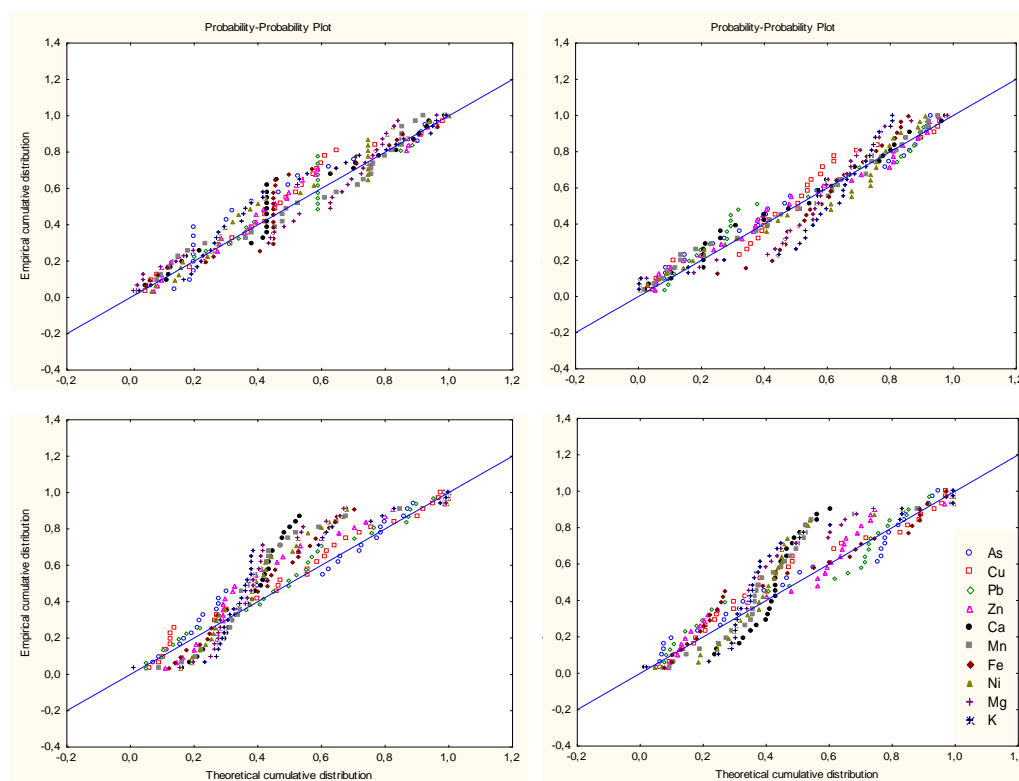 Probability-Probability Plot
1,4
1,2
1,0
0,8
0,6
0,4
0,2
0,0
-0,2
-0,4
Empirical cumulative distribution
-0,2 0,0 0,2 0,4 0,6 0,8 1,0 1,2
Probability-Probability Plot
1,4
1,2
1,0
0,8
0,6
0,4
0,2
0,0
-0,2
-0,4
-0,2 0,0 0,2 0,4 0,6 0,8 1,0 1,2
1,4
1,2
1,0
0,8
0,6
0,4
0,2
0,0
-0,2
-0,4
Empirical cumulative distribution
-0,2 0,0 0,2 0,4 0,6 0,8 1,0 1,2
Theoretical cumulative distribution
1,4
1,2
1,0
0,8
0,6
0,4
0,2
0,0
-0,2
-0,4
-0,2 0,0 0,2 0,4 0,6 0,8 1,0 1,2
Theoretical cumulative distribution
As
Cu
Pb
Zn
Ca
Mn
Fe
Ni
Mg
K